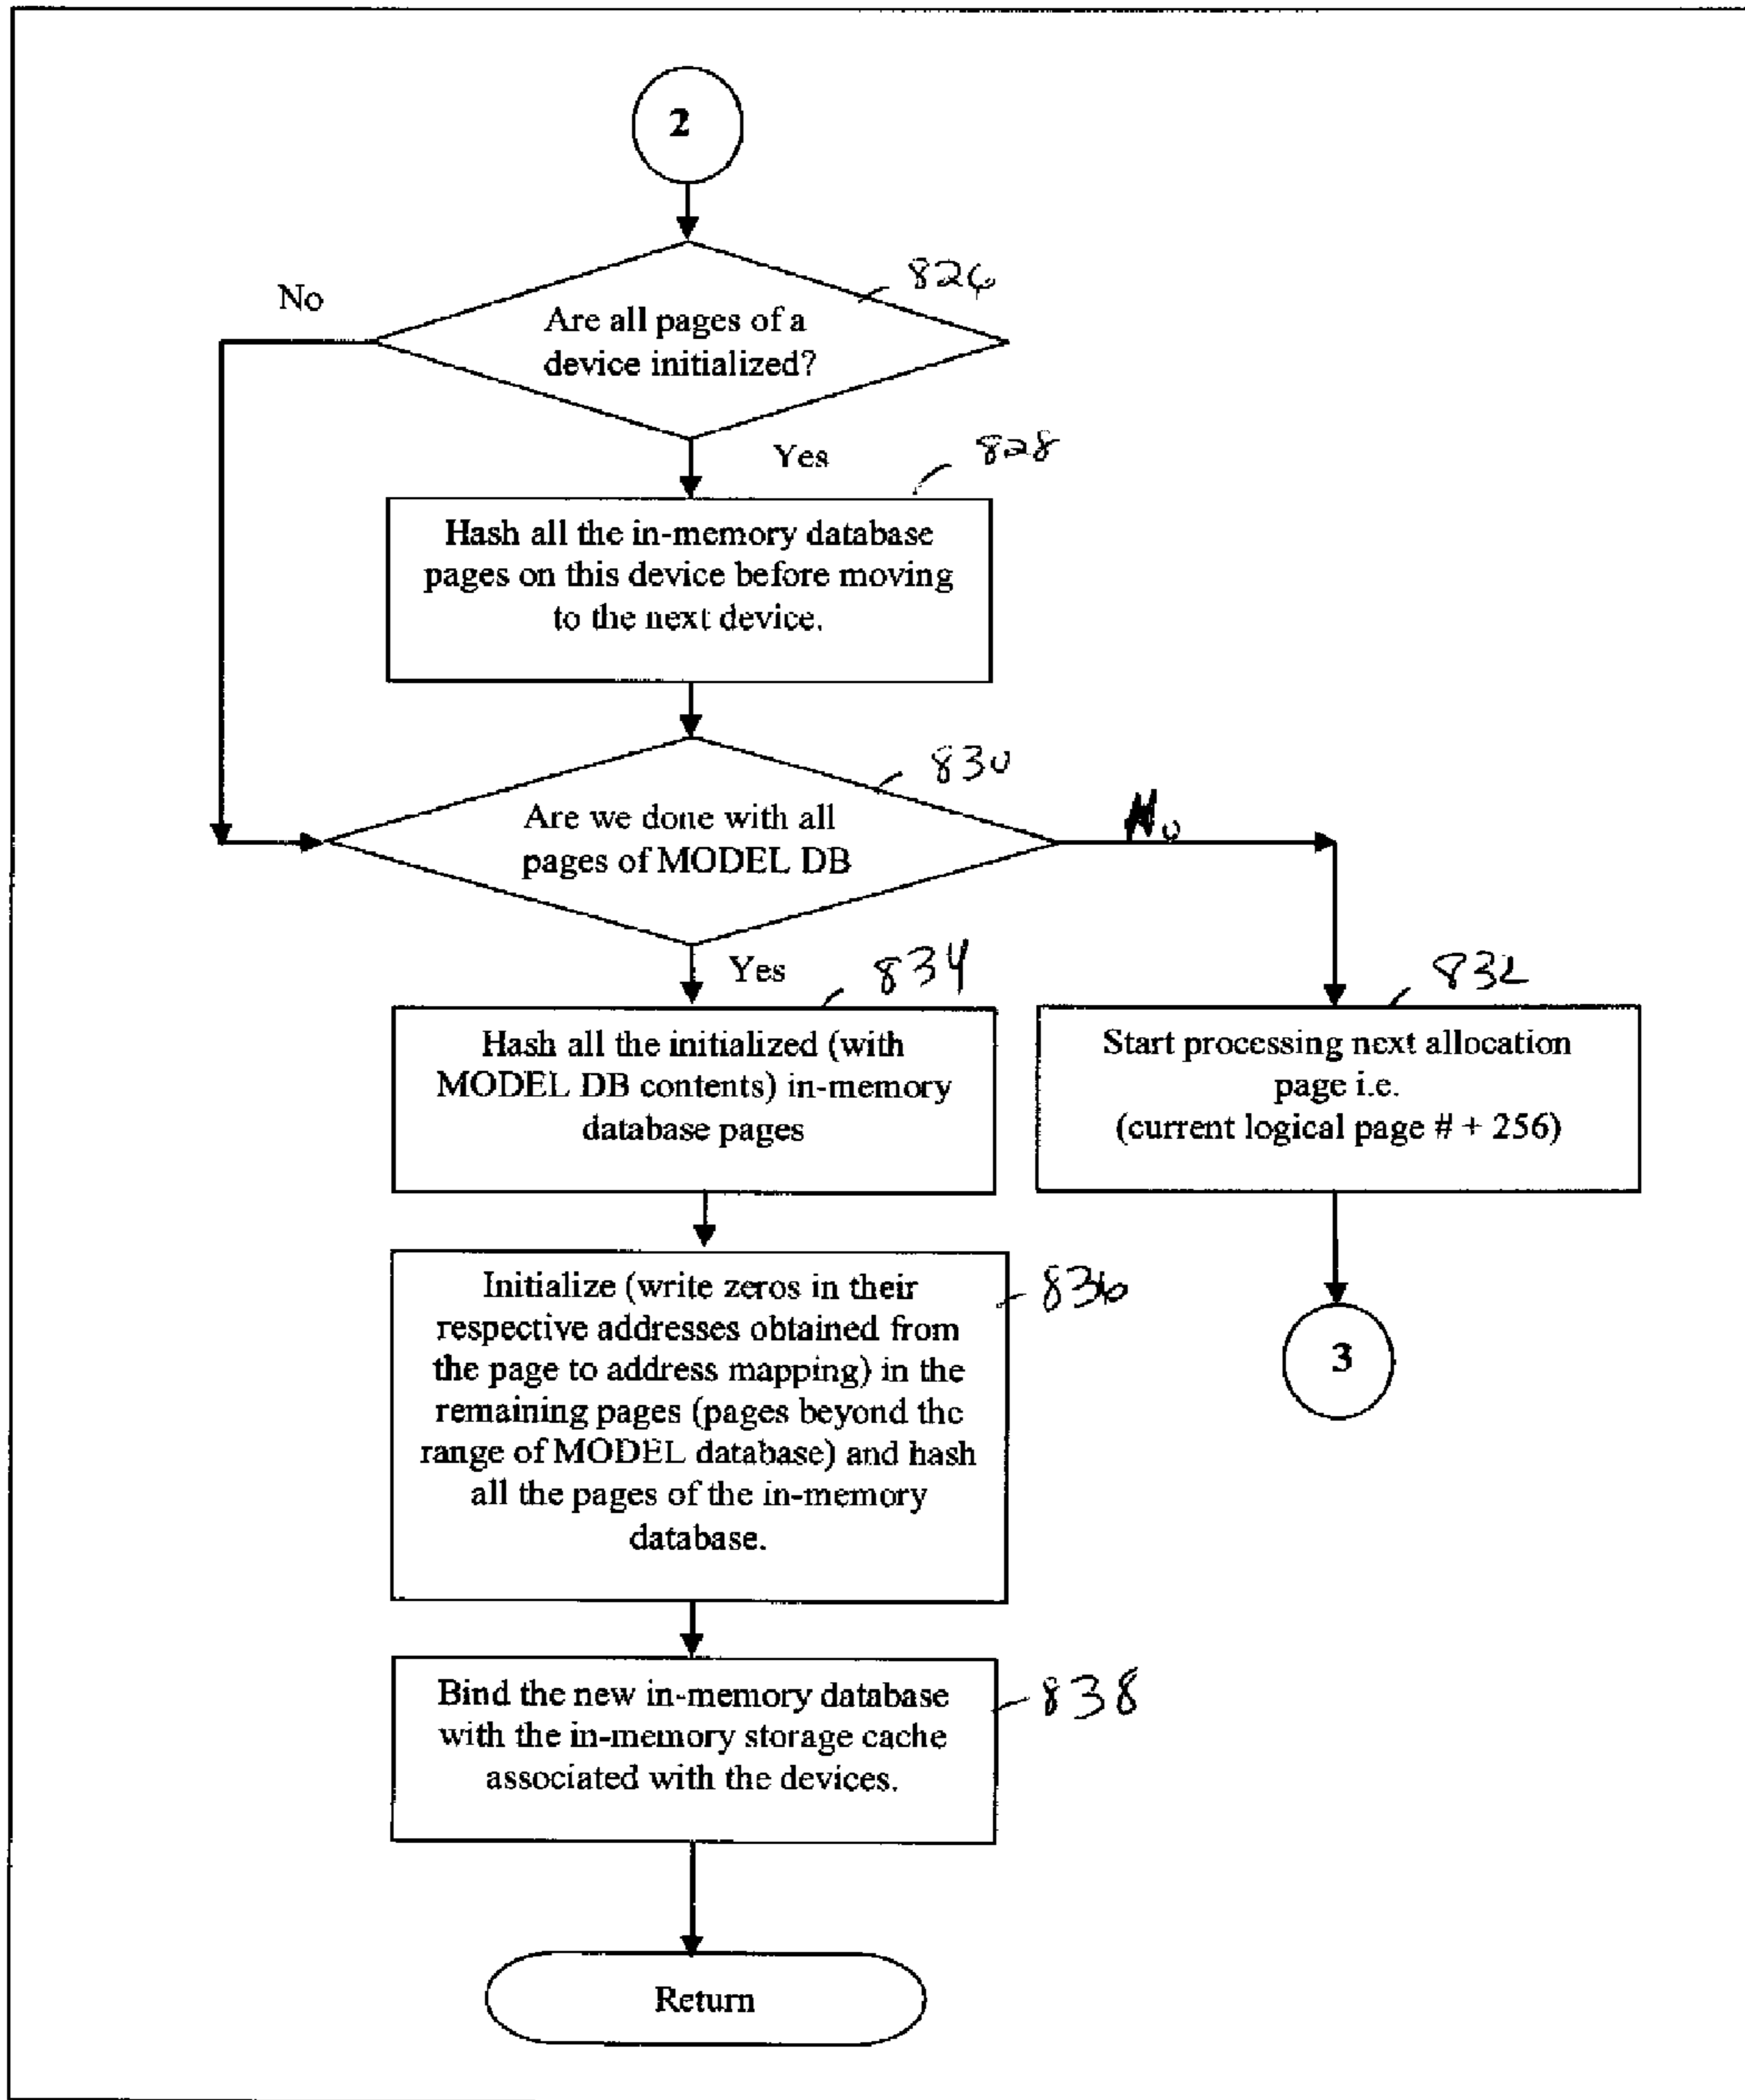 2
826
No
Are all pages of a
device initialized?
Yes
828
Hash all the in-memory database
pages on this device before moving
to the next device.
830
Are we done with all
pages of MODEL DB
No
Yes
834
832
Hash all the initialized (with
MODEL DB contents) in-memory
database pages
Start processing next allocation
page i.e.
(current logical page # + 256)
Initialize (write zeros in their
respective addresses obtained from
the page to address mapping) in the
remaining pages (pages beyond the
range of MODEL database) and hash
all the pages of the in-memory
database.
836
3
Bind the new in-memory database
with the in-memory storage cache
associated with the devices.
838
Return